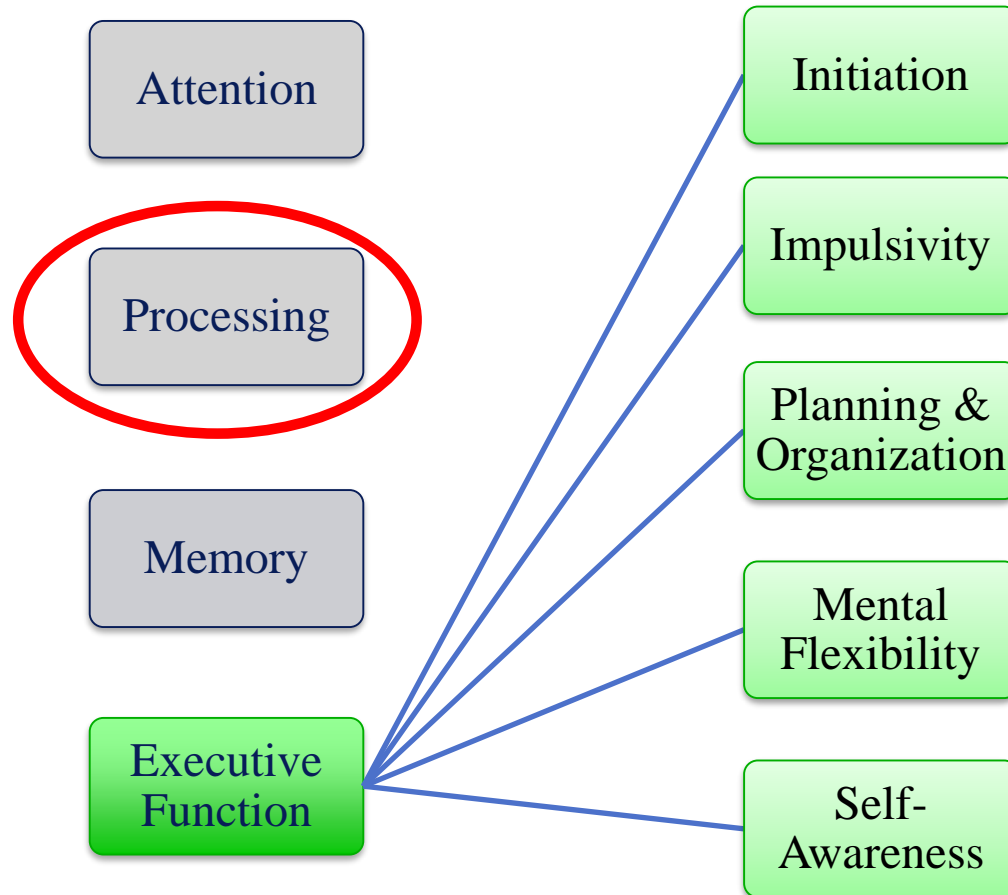 Attention
Processing
Memory
Executive
Function
Initiation
Impulsivity
Planning &
Organization
Mental
Flexibility
Self-
Awareness